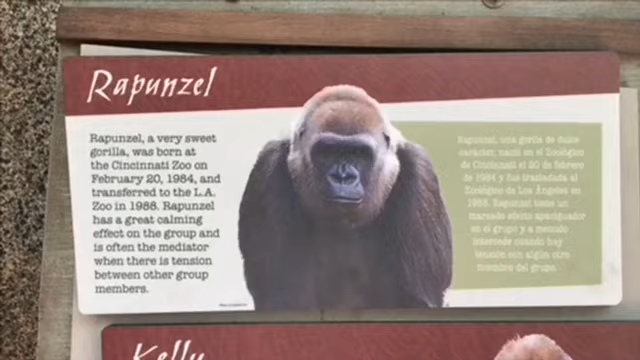 Rapunzel
Rapunzel, a very sweet
gorilla, was born at
the Cincinnati Zoo on
February 20, 1984, and
transferred to the L.A.
Zoo in 1988. Rapunzel
has a great calming
effect on the group and
is often the mediator
when there is tension
between other group
members.
Rapunzel, una gorila de dulce
carácter, nació en el Zoológico
de Cincinnati el 20 de febrero
de 1984 y fue trasladada al
Zoológico de Los Ángeles en
1988. Rapunzel tiene un
marcado efecto apaciguador
en el grupo y a menudo
intercede cuando hay
tensión con algún otro
miembro del grupo.
Kelly